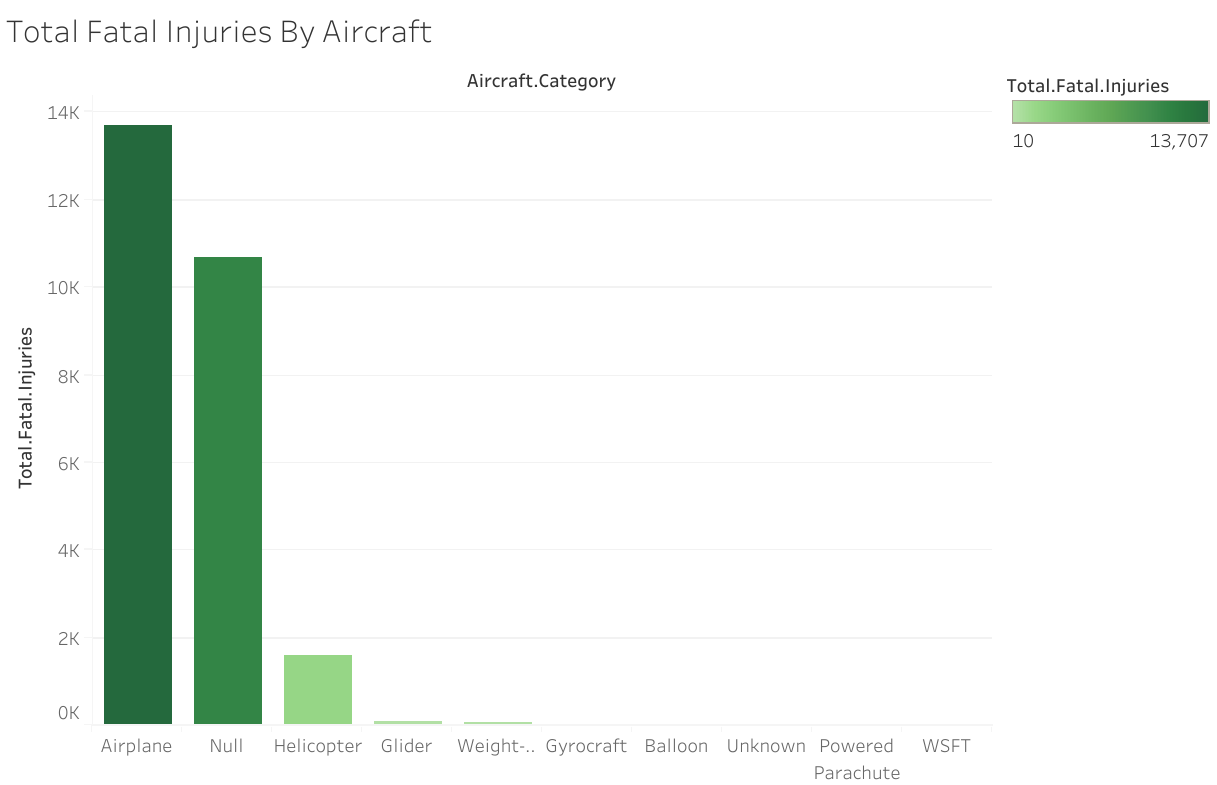 Total Fatal Injuries By Aircraft
Aircraft.Category
Total.Fatal.Injuries
10 13,707
Total.Fatal.Injuries
14K
12K
10K
8K
6K
4K
2K
0K
Airplane Null Helicopter Glider Weight-.. Gyrocraft Balloon Unknown Powered Parachute WSFT